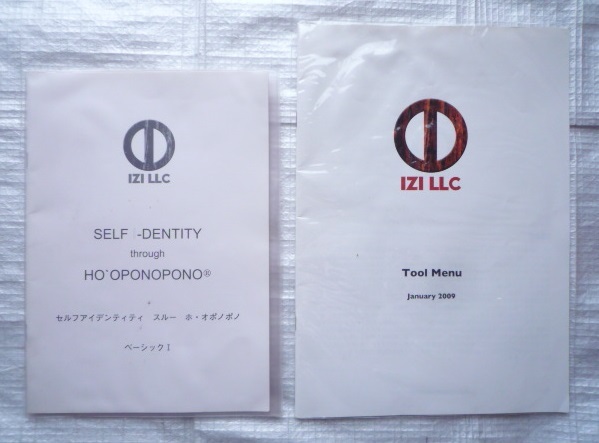 IZI LLC
SELF I-DENTITY
through
HO`OPONOPONO®
セルフアイデンティティ スルー ホ・オポノポノ
ベーシック I
IZI LLC
Tool Menu
January 2009